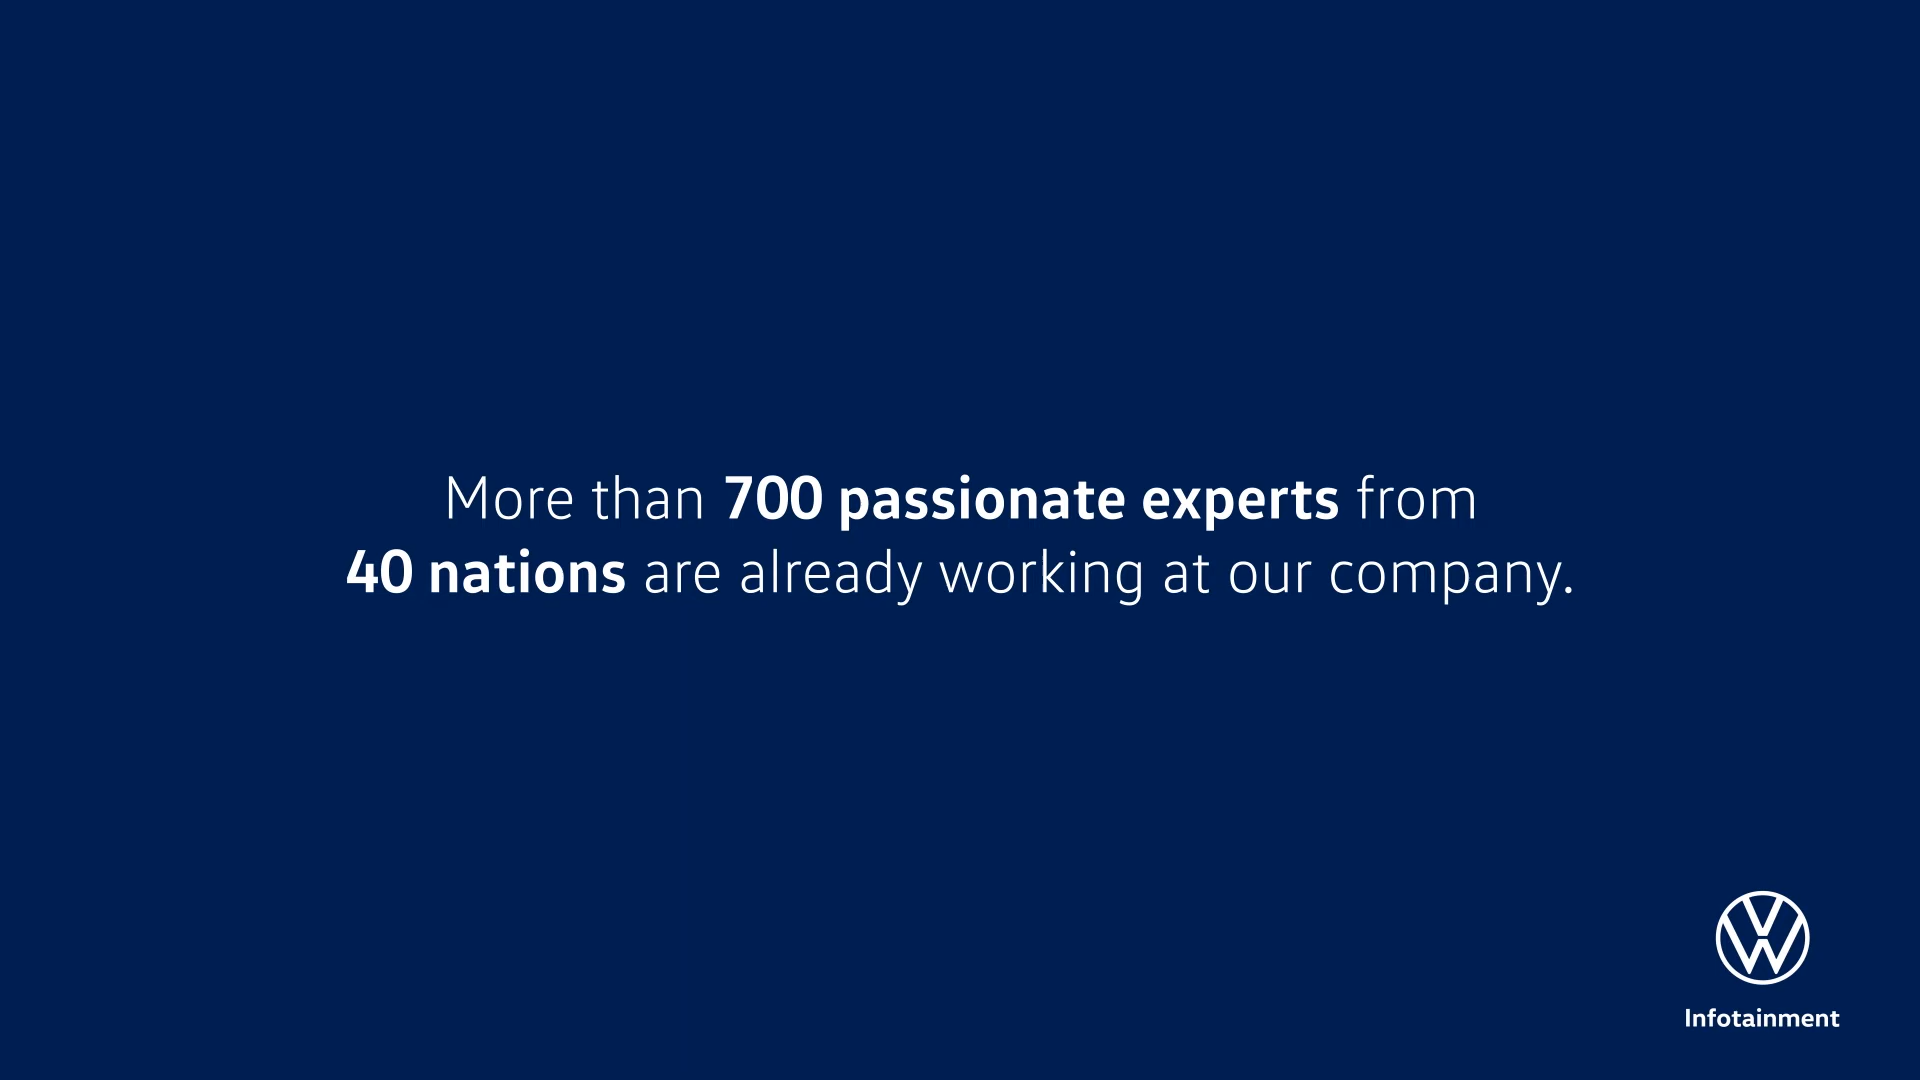 More than 700 passionate experts from
40 nations are already working at our company.
Infotainment